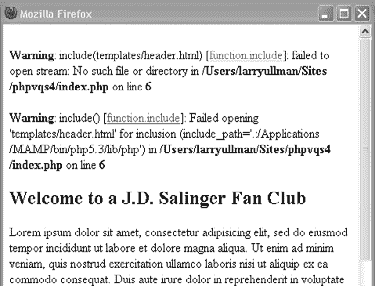 Mozilla Firefox
Warning: include(templates/header.html) [function.include]: failed to
open stream: No such file or directory in /Users/larryullman/Sites
/phpvqs4/index.php on line 6
Warning: include() [function.include]: Failed opening
'templates/header.html' for inclusion (include_path='.:/Applications
/MAMP/bin/php5.3/lib/php') in /Users/larryullman/Sites/phpvqs4
/index.php on line 6
Welcome to a J.D. Salinger Fan Club
Lorem ipsum dolor sit amet, consectetur adipisicing elit, sed do eiusmod
tempor incididunt ut labore et dolore magna aliqua. Ut enim ad minim
veniam, quis nostrud exercitation ullamco laboris nisi ut aliquip ex ea
commodo consequat. Duis aute irure dolor in reprehenderit in voluptate